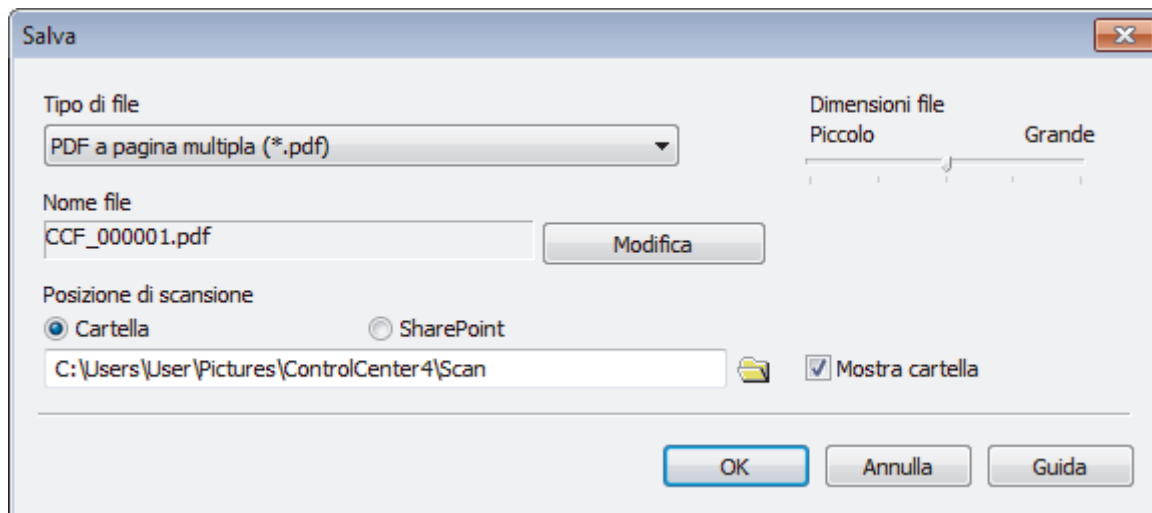 Salva
Tipo di file
PDF a pagina multipla (*.pdf)
Dimensioni file
Piccolo Grande
Nome file
CCF_000001.pdf
Modifica
Posizione di scansione
Cartella SharePoint
C:\Users\User\Pictures\ControlCenter4\Scan
Mostra cartella
OK Annulla Guida